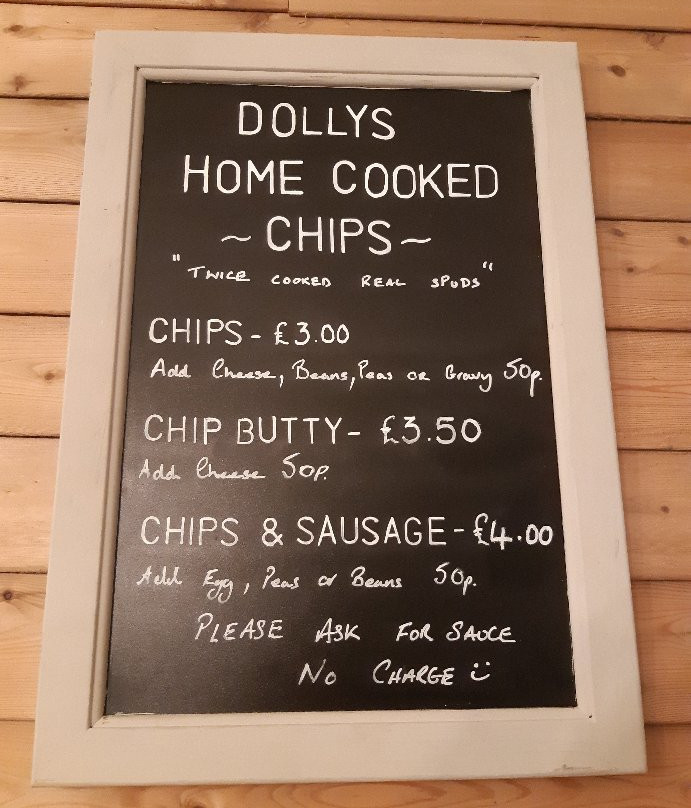 DOLLYS
HOME COOKED
~ CHIPS ~
"TWICE COOKED REAL SPUDS"
CHIPS - £3.00
Add Cheese, Beans, Peas or Gravy 50p.
CHIP BUTTY - £3.50
Add Cheese 50p.
CHIPS & SAUSAGE - £4.00
Add Egg, Peas or Beans 50p.
PLEASE ASK FOR SAUCE
NO CHARGE